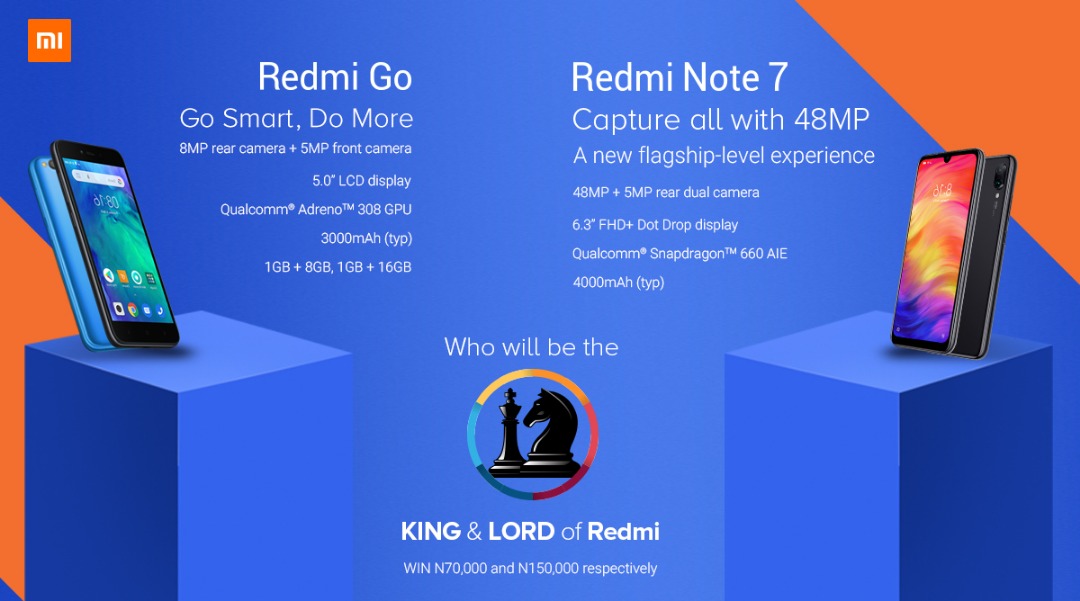 mi
Redmi Go
Go Smart, Do More
8MP rear camera + 5MP front camera
5.0” LCD display
Qualcomm® Adreno™ 308 GPU
3000mAh (typ)
1GB + 8GB, 1GB + 16GB
Redmi Note 7
Capture all with 48MP
A new flagship-level experience
48MP + 5MP rear dual camera
6.3” FHD+ Dot Drop display
Qualcomm® Snapdragon™ 660 AIE
4000mAh (typ)
Who will be the
KING & LORD of Redmi
WIN N70,000 and N150,000 respectively